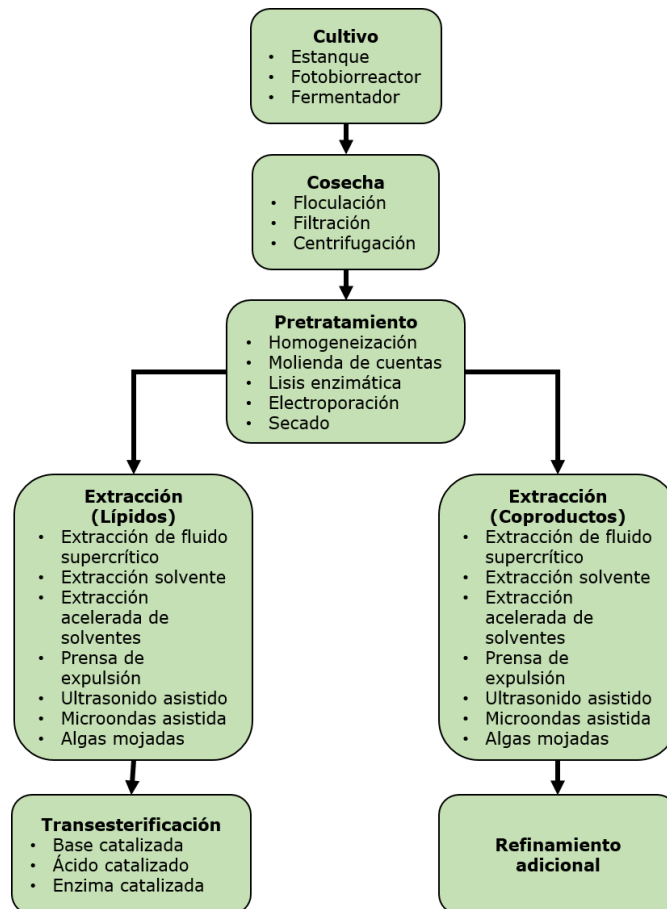 Cultivo
• Estanque
• Fotobiorreactor
• Fermentador
Cosecha
• Floculación
• Filtración
• Centrifugación
Pretratamiento
• Homogeneización
• Molienda de cuentas
• Lisis enzimática
• Electroporación
• Secado
Extracción
(Lípidos)
• Extracción de fluido
supercrítico
• Extracción solvente
• Extracción
acelerada de
solventes
• Prensa de
expulsión
• Ultrasonido asistido
• Microondas asistida
• Algas mojadas
Extracción
(Coproductos)
• Extracción de fluido
supercrítico
• Extracción solvente
• Extracción
acelerada de
solventes
• Prensa de
expulsión
• Ultrasonido asistido
• Microondas asistida
• Algas mojadas
Transesterificación
• Base catalizada
• Ácido catalizado
• Enzima catalizada
Refinamiento
adicional